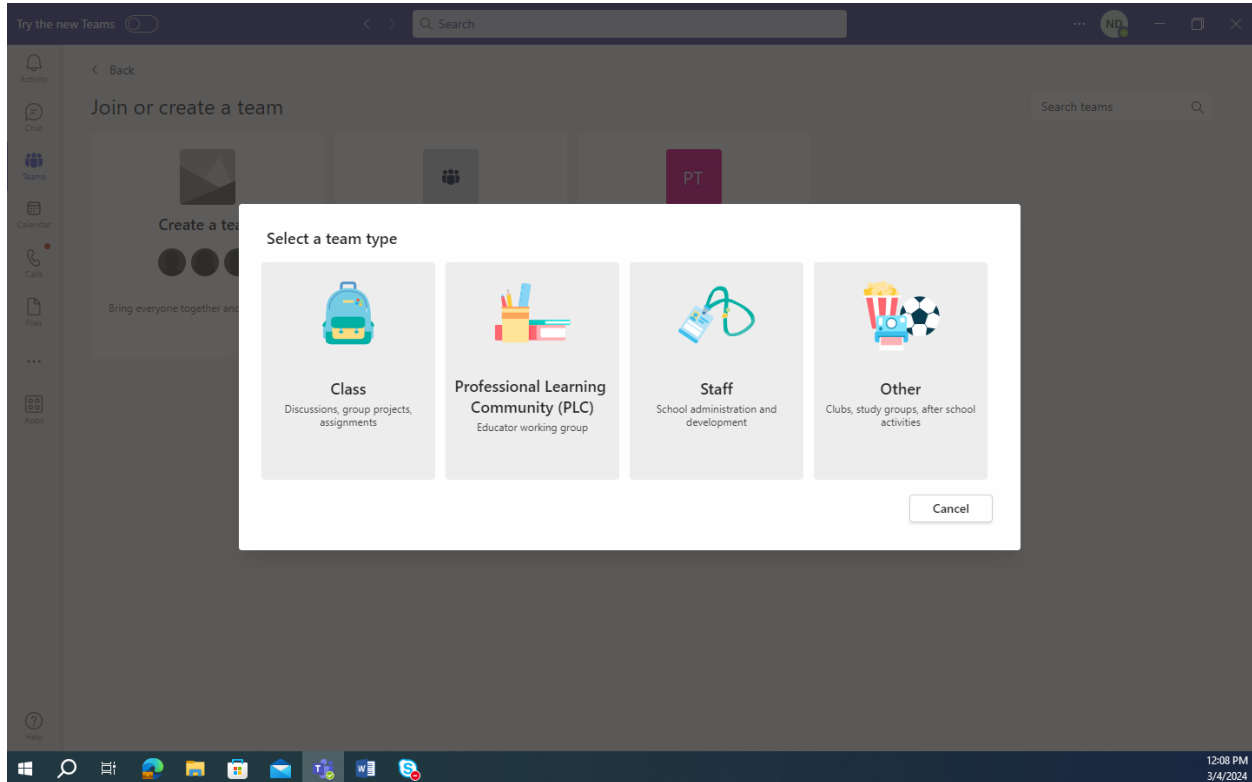 Try the new Teams
Search
ND
Activity
Chat
Teams
Calendar
Calls
Files
Apps
Help
Back
Join or create a team
Search teams
PT
Create a tea
Bring everyone together and
Select a team type
Class
Discussions, group projects,
assignments
Professional Learning
Community (PLC)
Educator working group
Staff
School administration and
development
Other
Clubs, study groups, after school
activities
Cancel
12:08 PM
3/4/2024